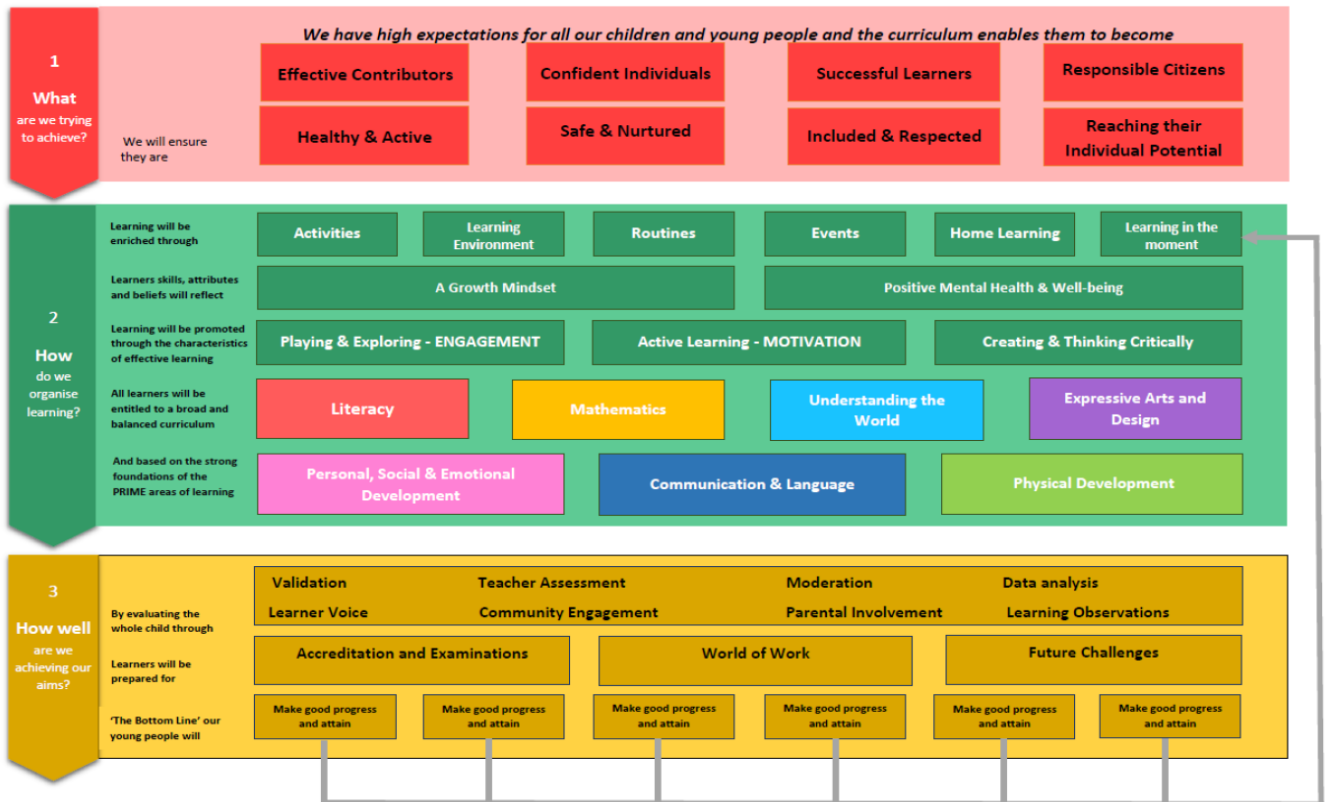 We have high expectations for all our children and young people and the curriculum enables them to become
1
What
are we trying
to achieve?
Effective Contributors
Confident Individuals
Successful Learners
Responsible Citizens
We will ensure
they are
Healthy & Active
Safe & Nurtured
Included & Respected
Reaching their
Individual Potential
2
How
do we
organise
learning?
Learning will be
enriched through
Activities
Learning
Environment
Routines
Events
Home Learning
Learning in the
moment
Learners skills, attributes
and beliefs will reflect
A Growth Mindset
Positive Mental Health & Well-being
Learning will be promoted
through the characteristics
of effective learning
Playing & Exploring - ENGAGEMENT
Active Learning - MOTIVATION
Creating & Thinking Critically
All learners will be
entitled to a broad and
balanced curriculum
Literacy
Mathematics
Understanding the
World
Expressive Arts and
Design
And based on the strong
foundations of the
PRIME areas of learning
Personal, Social & Emotional
Development
Communication & Language
Physical Development
3
How well
are we
achieving our
aims?
By evaluating the
whole child through
Validation
Teacher Assessment
Moderation
Data analysis
Learner Voice
Community Engagement
Parental Involvement
Learning Observations
Learners will be
prepared for
Accreditation and Examinations
World of Work
Future Challenges
'The Bottom Line' our
young people will
Make good progress
and attain
Make good progress
and attain
Make good progress
and attain
Make good progress
and attain
Make good progress
and attain
Make good progress
and attain